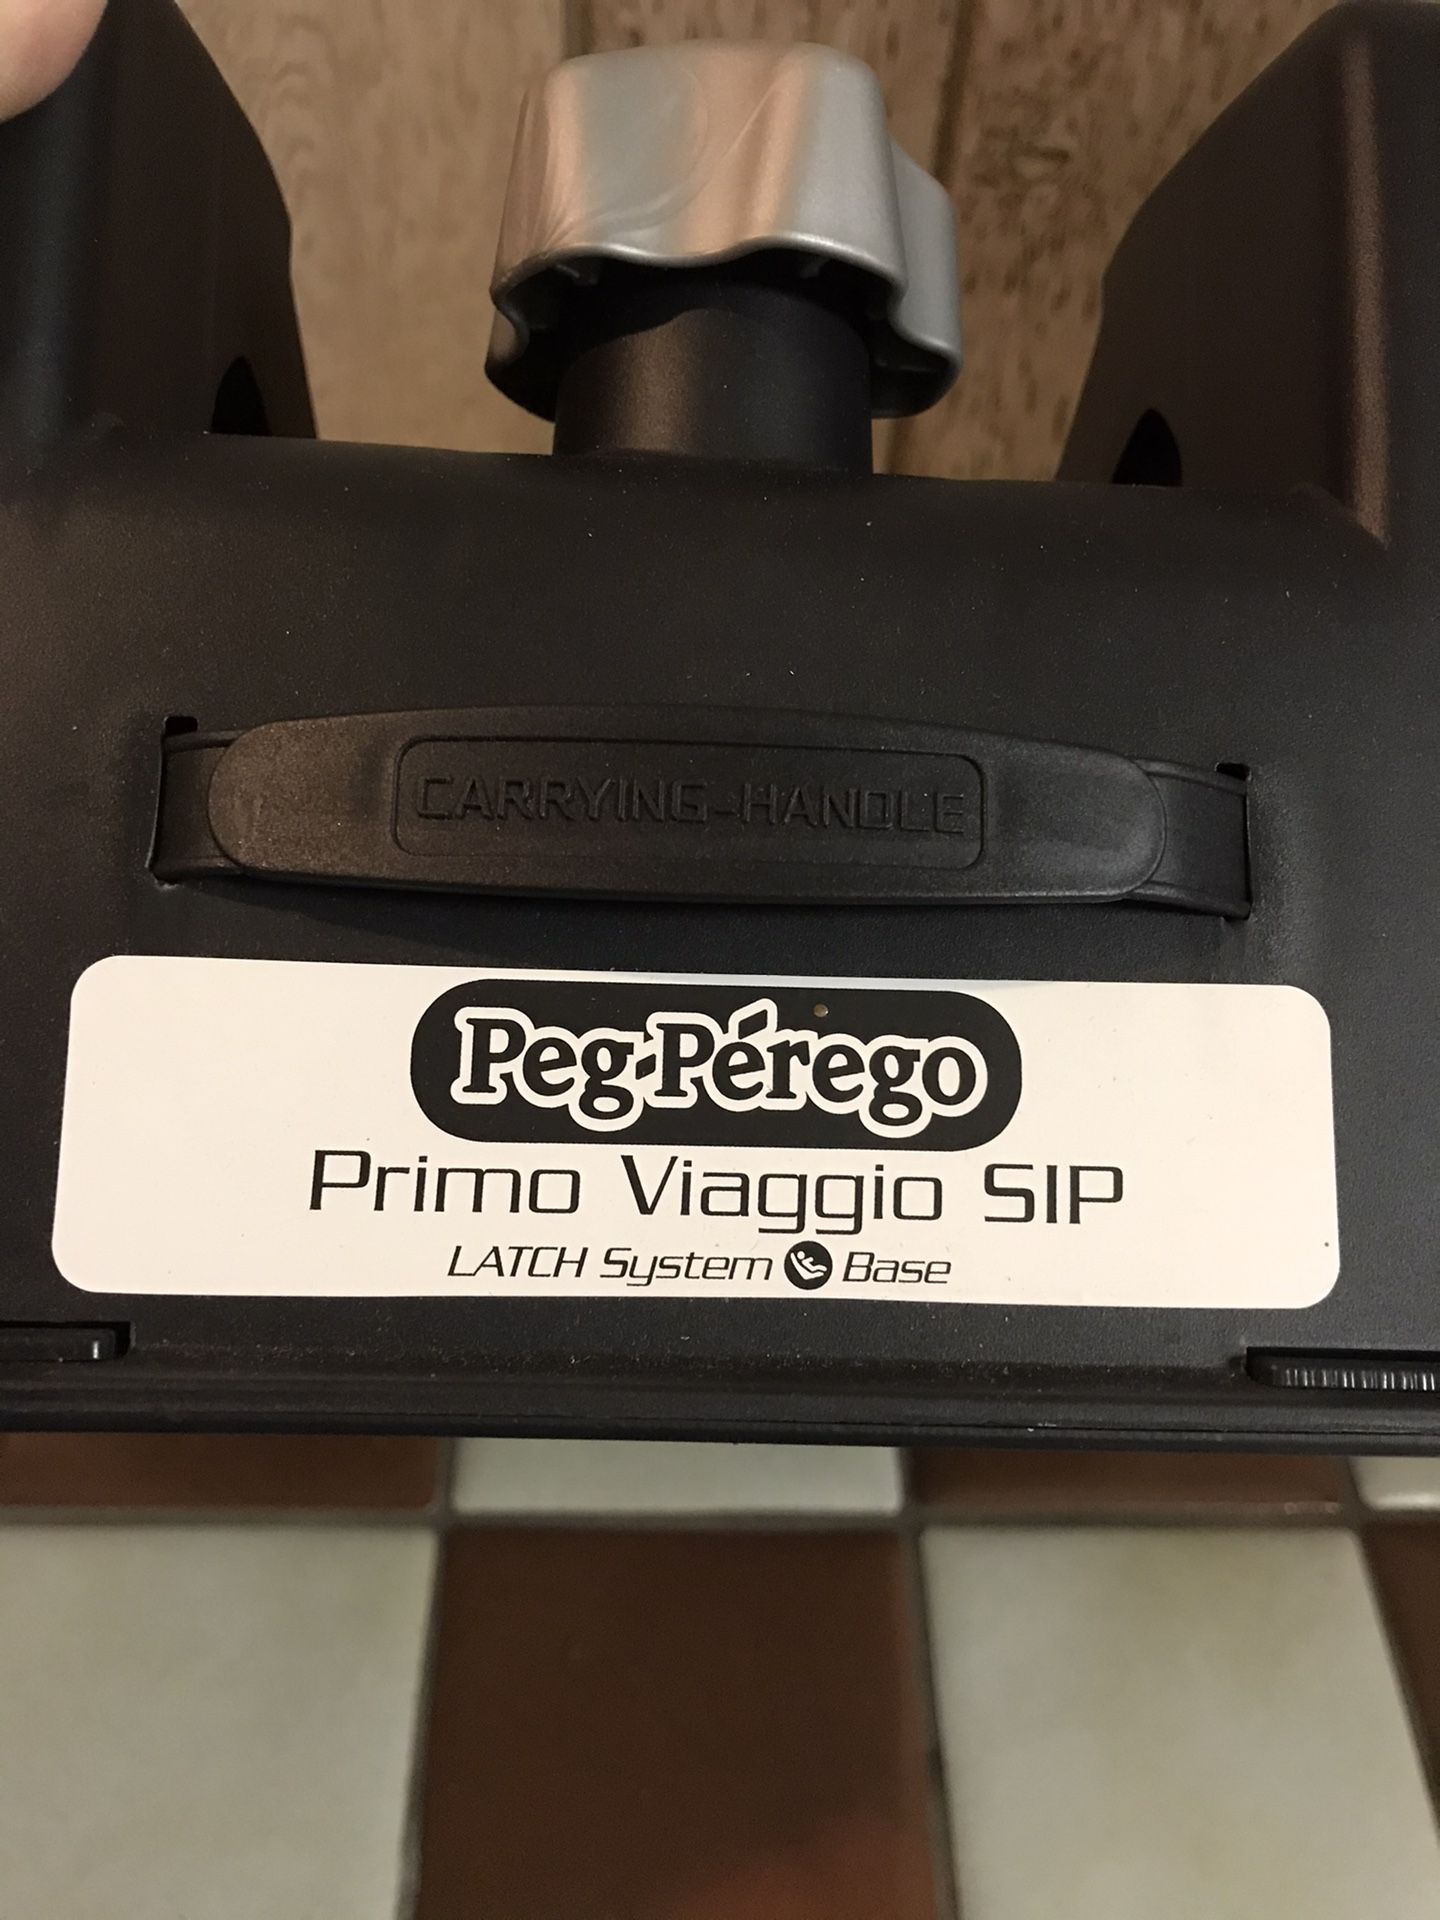 CARRYING-HANDLE
Peg-Pérego
Primo Viaggio SIP
LATCH System Base